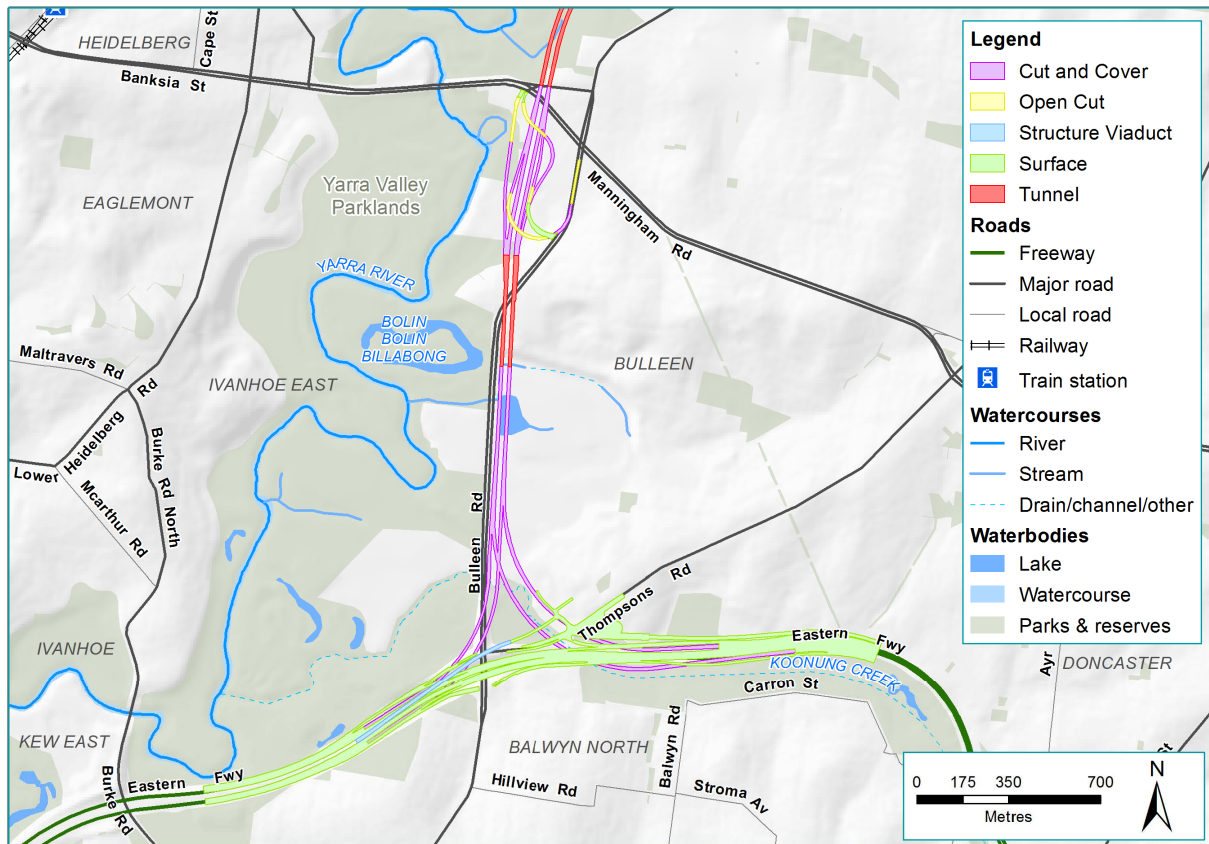 HEIDELBERG
Cape St
Banksia St
EAGLEMONT
Yarra Valley
Parklands
Manningham Rd
YARRA RIVER
BOLIN
BOLIN
BILLABONG
BULLEEN
Maltravers Rd
IVANHOE EAST
Lower Heidelberg Rd
Burke Rd North
Mcarthur Rd
Bulleen Rd
Thompsons Rd
IVANHOE
Eastern Fwy
KOONUNG CREEK
Carron St
Ayr
DONCASTER
KEW EAST
BALWYN NORTH
Balwyn Rd
Eastern Fwy
Burke Rd
Hillview Rd
Stroma Av
St
Legend
Cut and Cover
Open Cut
Structure Viaduct
Surface
Tunnel
Roads
Freeway
Major road
Local road
Railway
Train station
Watercourses
River
Stream
Drain/channel/other
Waterbodies
Lake
Watercourse
Parks & reserves
0 175 350 700
Metres
N